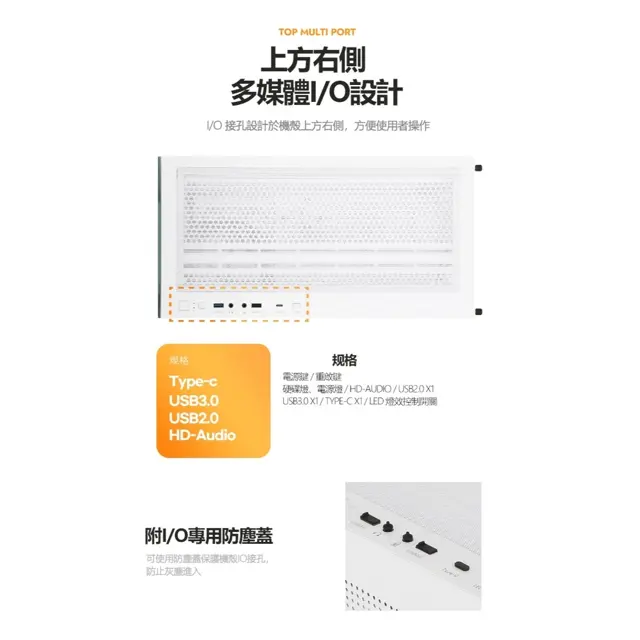 TOP MULTI PORT
上方右側
多媒體I/O設計
I/O 接孔設計於機殼上方右側，方便使用者操作
规格
Type-c
USB3.0
USB2.0
HD-Audio
规格
電源鍵 / 重啟鍵
硬碟燈、電源燈 / HD-AUDIO / USB2.0 X1
USB3.0 X1 / TYPE-C X1 / LED 燈效控制開關
附I/O專用防塵蓋
可使用防塵蓋保護機殼IO接孔，
防止灰塵進入